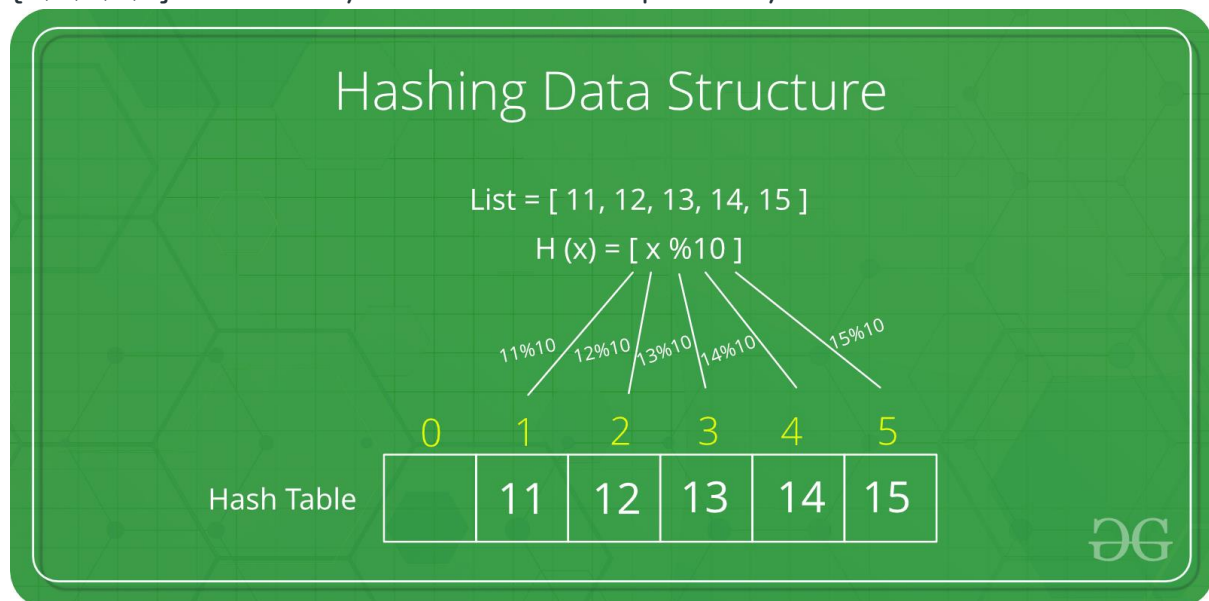 Hashing Data Structure
List = [ 11, 12, 13, 14, 15 ]
H (x) = [ x %10 ]
11%10 12%10 13%10 14%10 15%10
0 1 2 3 4 5
Hash Table 11 12 13 14 15